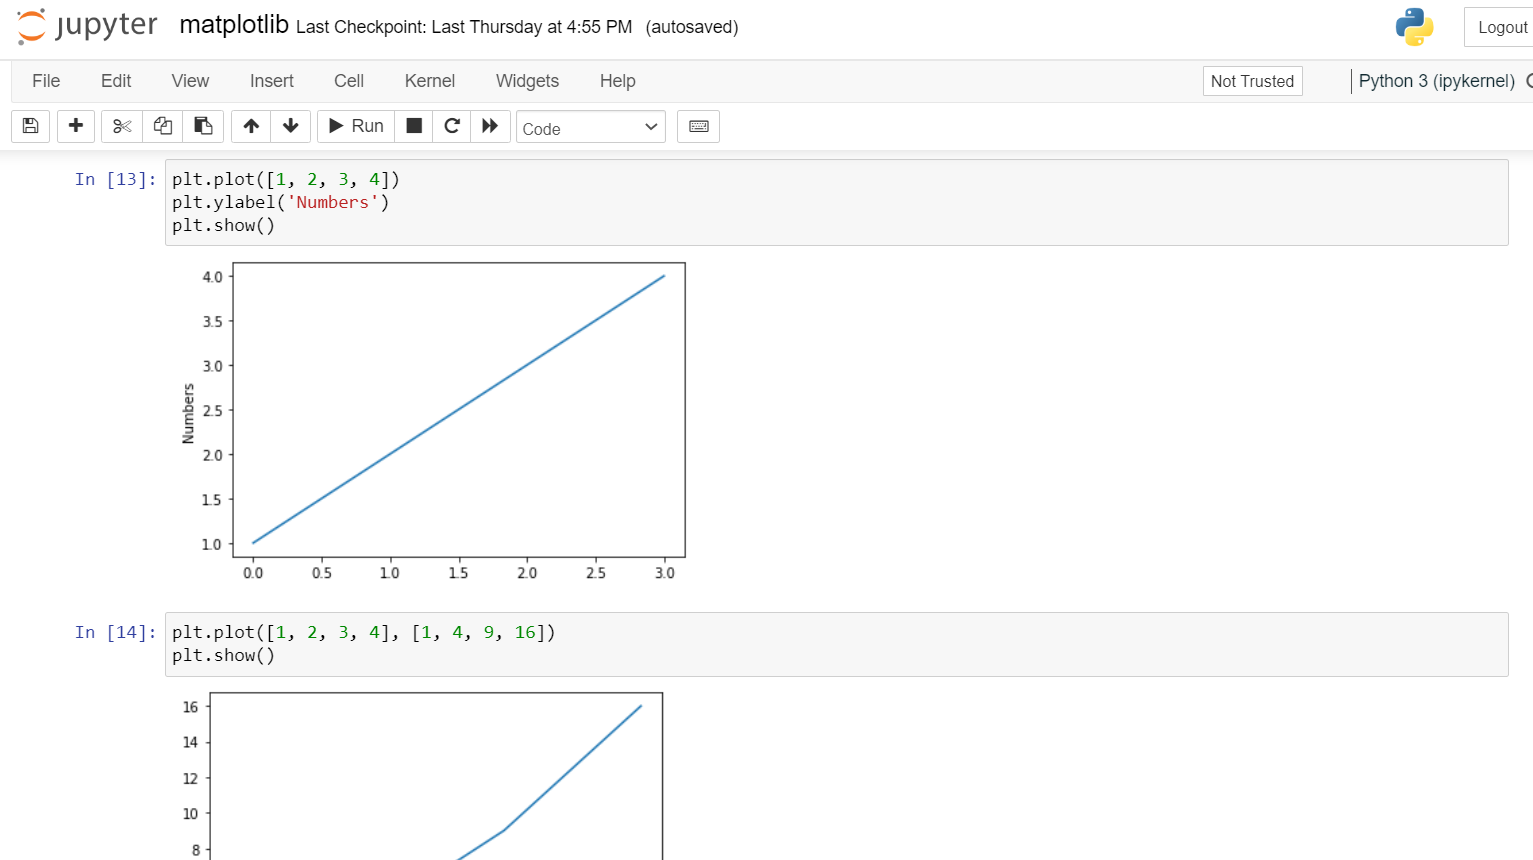 jupyter matplotlib Last Checkpoint: Last Thursday at 4:55 PM (autosaved) Logout
File Edit View Insert Cell Kernel Widgets Help Not Trusted Python 3 (ipykernel)
Run Code
In [13]: plt.plot([1, 2, 3, 4])
plt.ylabel('Numbers')
plt.show()
4.0
3.5
3.0
Numbers
2.5
2.0
1.5
1.0
0.0 0.5 1.0 1.5 2.0 2.5 3.0
In [14]: plt.plot([1, 2, 3, 4], [1, 4, 9, 16])
plt.show()
16
14
12
10
8